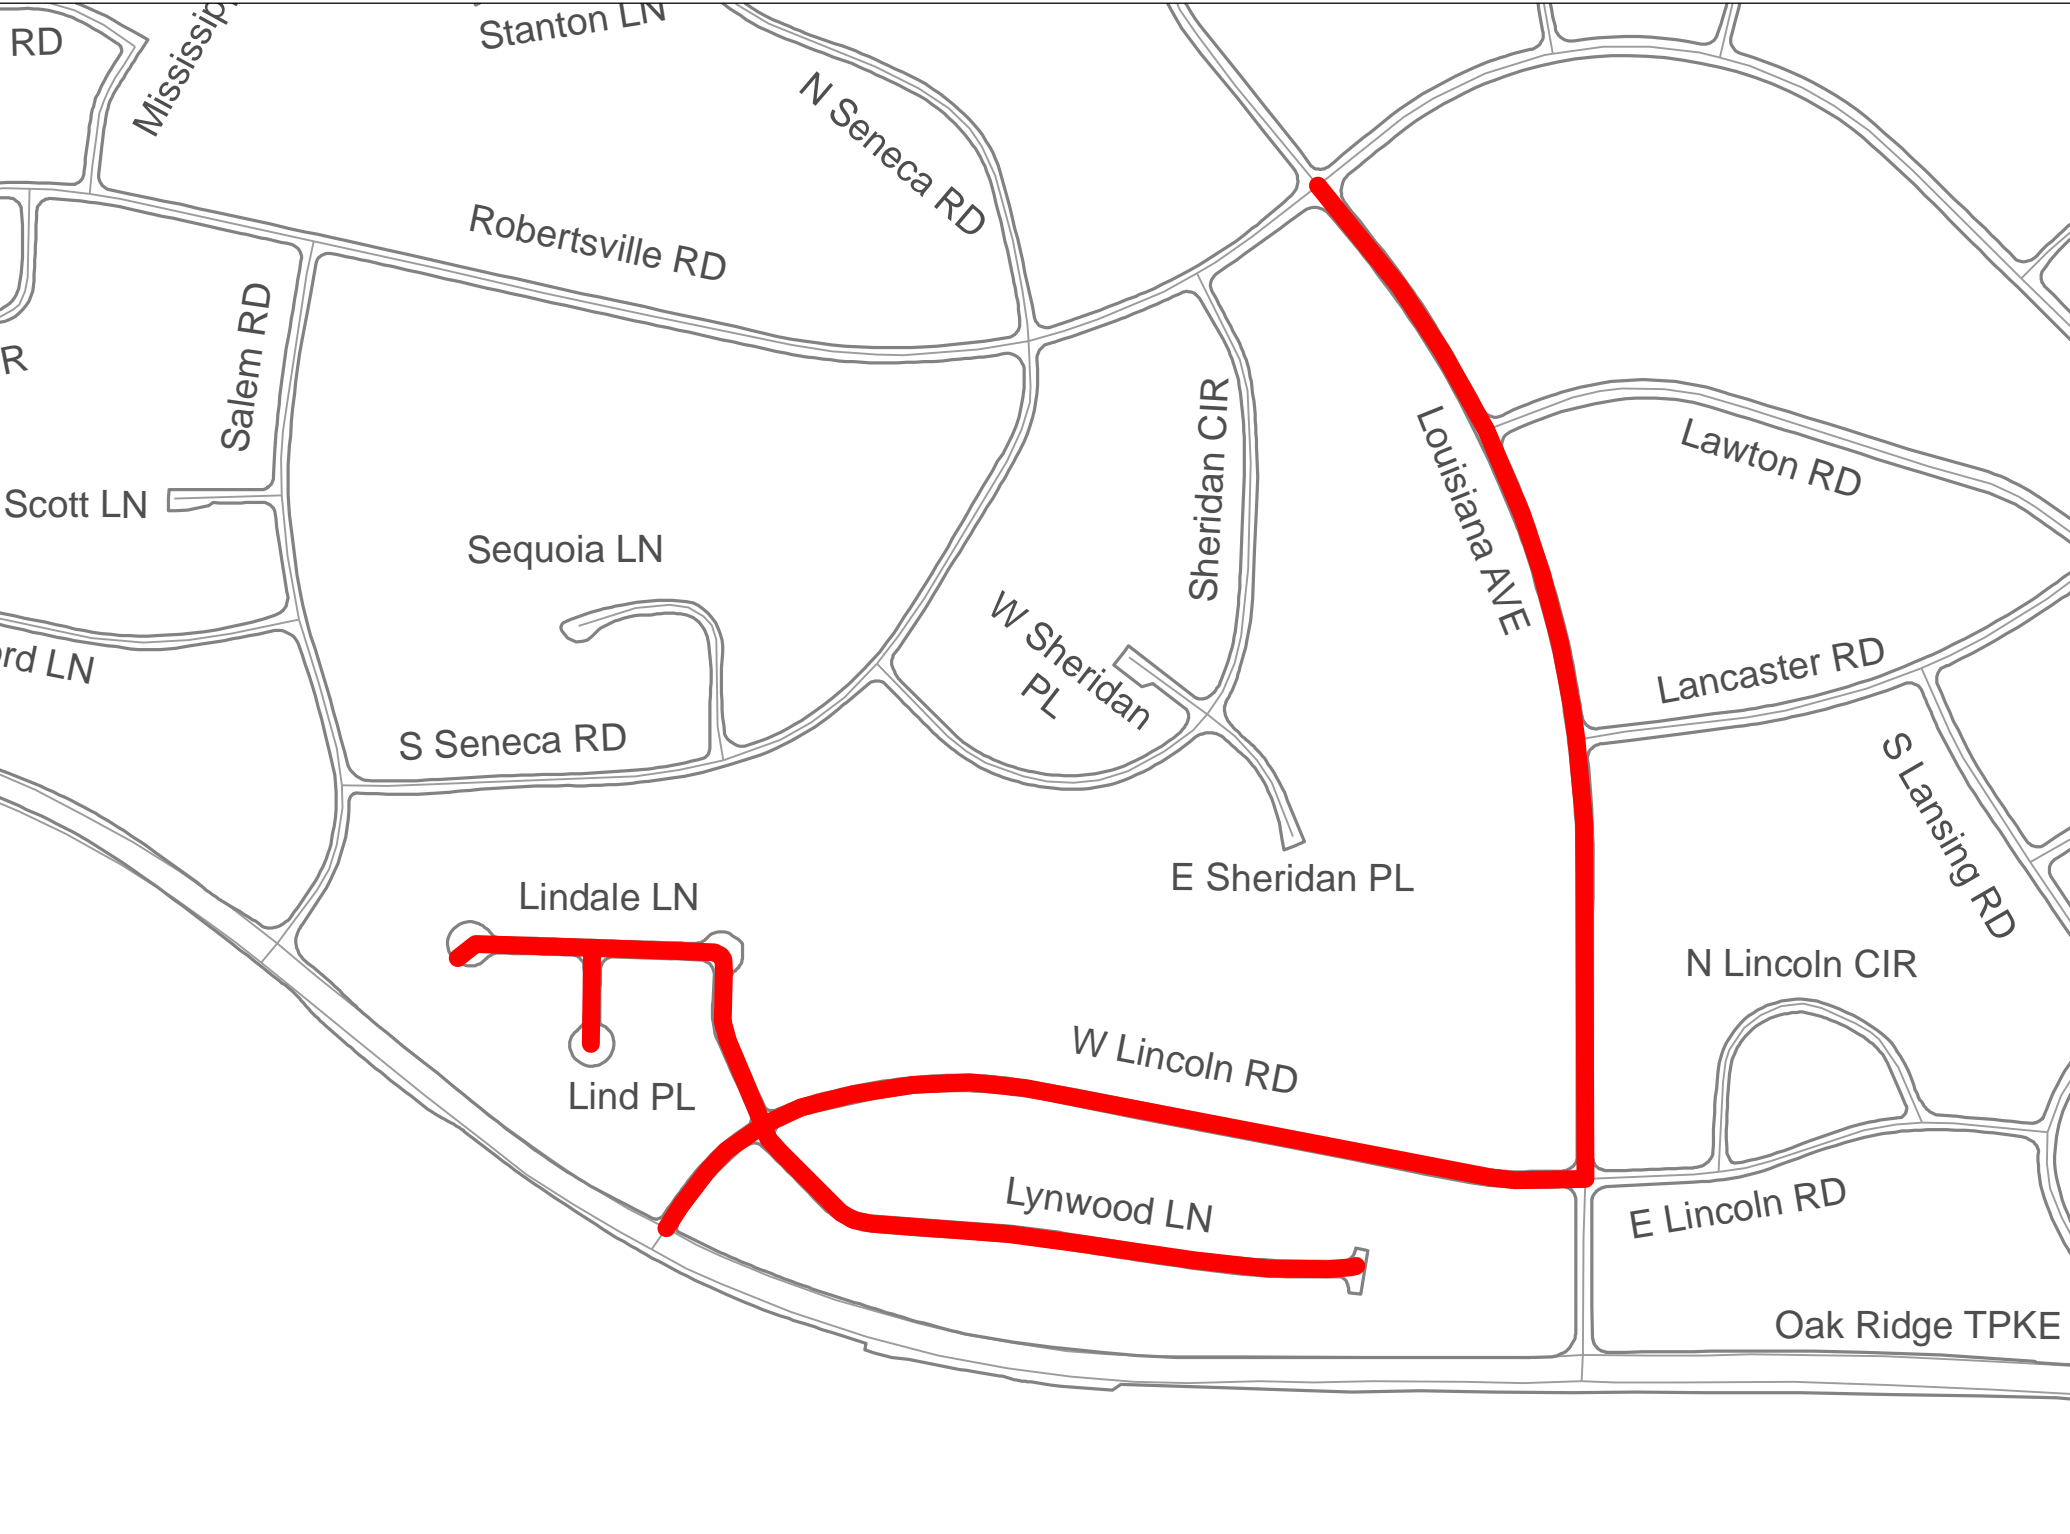 RD
Stanton LN
N Seneca RD
Robertsville RD
Salem RD
R
Scott LN
Sequoia LN
Sheridan CIR
Louisiana AVE
Lawton RD
W Sheridan
PL
LN
Lancaster RD
S Seneca RD
S Lansing RD
E Sheridan PL
Lindale LN
N Lincoln CIR
W Lincoln RD
Lind PL
Lynwood LN
E Lincoln RD
Oak Ridge TPKE